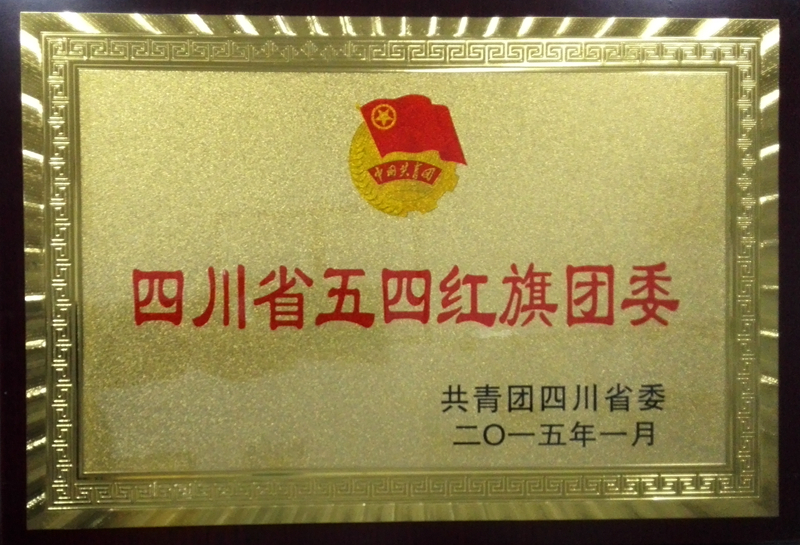 中国共青团
四川省五四红旗团委
共青团四川省委
二〇一五年一月